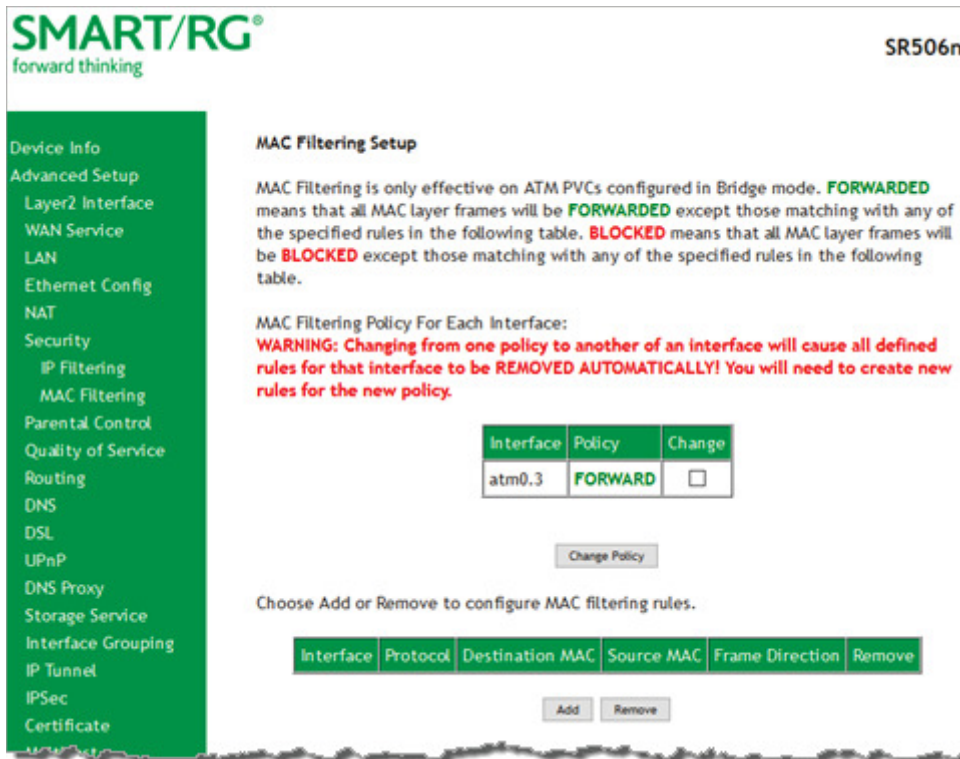 SMART/RG®
forward thinking
SR506n
Device Info
Advanced Setup
Layer2 Interface
WAN Service
LAN
Ethernet Config
NAT
Security
IP Filtering
MAC Filtering
Parental Control
Quality of Service
Routing
DNS
DSL
UPnP
DNS Proxy
Storage Service
Interface Grouping
IP Tunnel
IPSec
Certificate
MAC Filtering Setup
MAC Filtering is only effective on ATM PVCs configured in Bridge mode. FORWARDED
means that all MAC layer frames will be FORWARDED except those matching with any of
the specified rules in the following table. BLOCKED means that all MAC layer frames will
be BLOCKED except those matching with any of the specified rules in the following
table.
MAC Filtering Policy For Each Interface:
WARNING: Changing from one policy to another of an interface will cause all defined
rules for that interface to be REMOVED AUTOMATICALLY! You will need to create new
rules for the new policy.
Interface Policy Change
atm0.3 FORWARD
Change Policy
Choose Add or Remove to configure MAC filtering rules.
Interface Protocol Destination MAC Source MAC Frame Direction Remove
Add Remove